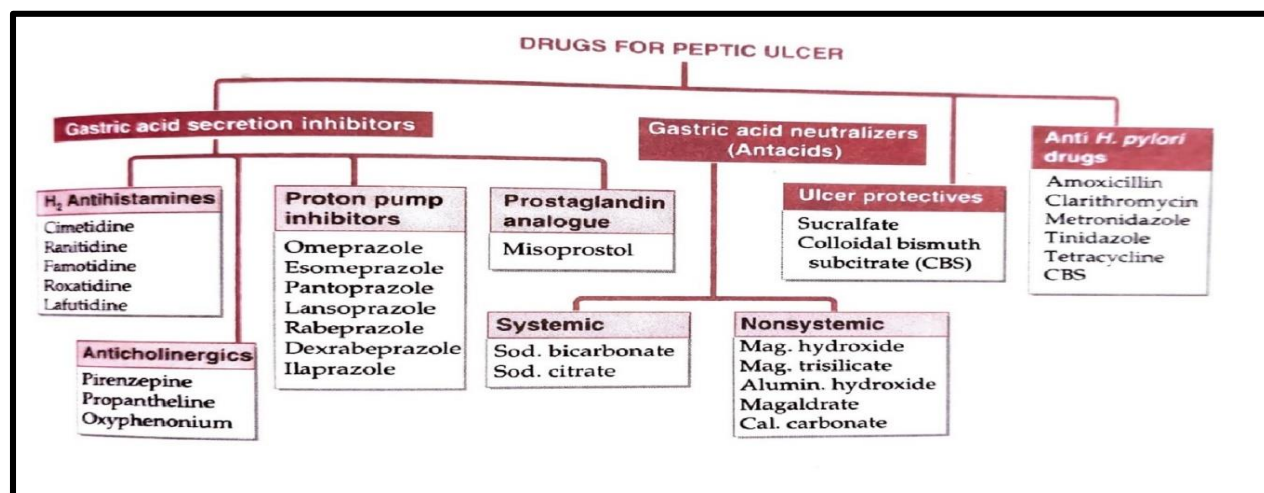 DRUGS FOR PEPTIC ULCER
Gastric acid secretion inhibitors
H₂ Antihistamines
Cimetidine
Ranitidine
Famotidine
Roxatidine
Lafutidine
Anticholinergics
Pirenzepine
Propantheline
Oxyphenonium
Proton pump
inhibitors
Omeprazole
Esomeprazole
Pantoprazole
Lansoprazole
Rabeprazole
Dexrabeprazole
Ilaprazole
Prostaglandin
analogue
Misoprostol
Gastric acid neutralizers
(Antacids)
Systemic
Sod. bicarbonate
Sod. citrate
Nonsystemic
Mag. hydroxide
Mag. trisilicate
Alumin. hydroxide
Magaldrate
Cal. carbonate
Ulcer protectives
Sucralfate
Colloidal bismuth
subcitrate (CBS)
Anti H. pylori
drugs
Amoxicillin
Clarithromycin
Metronidazole
Tinidazole
Tetracycline
CBS